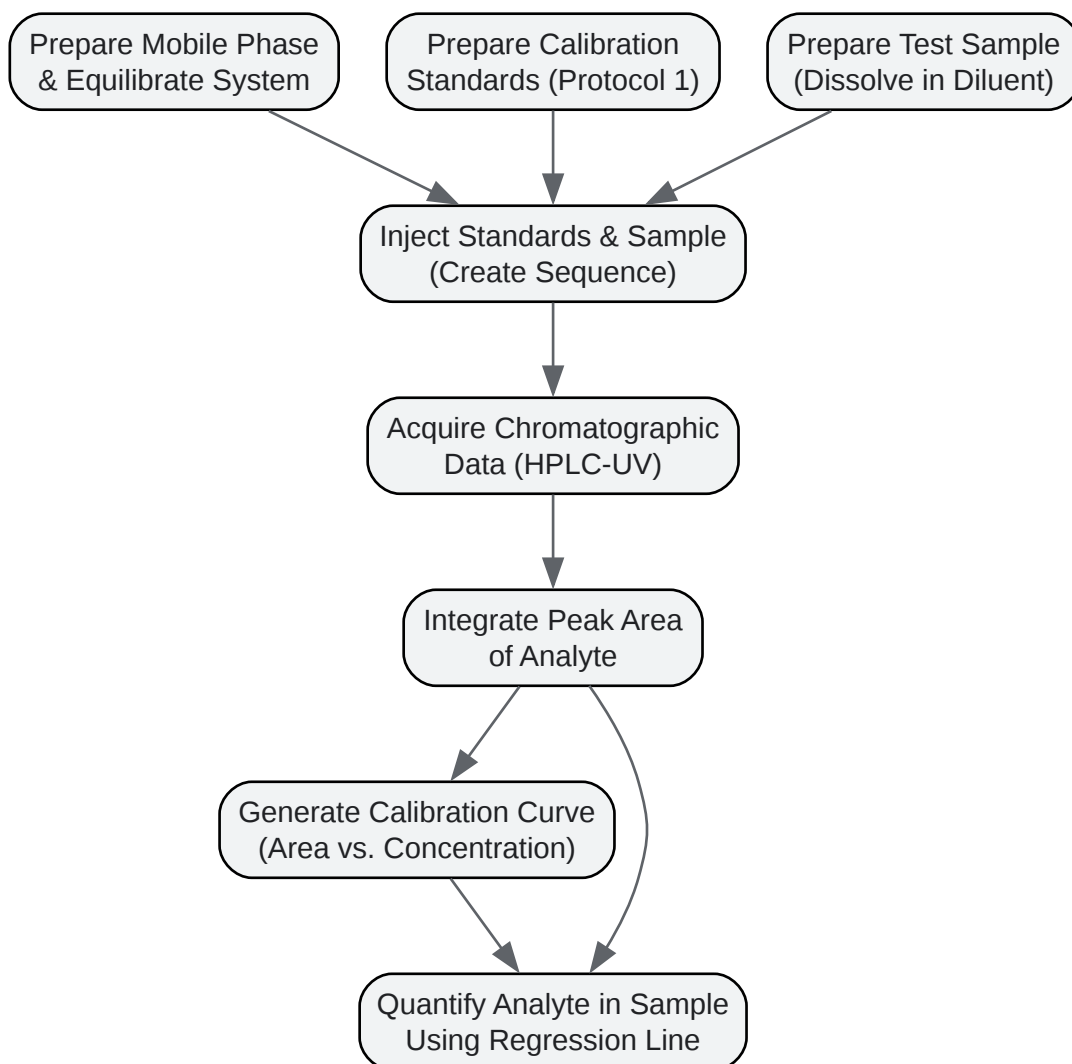 Prepare Mobile Phase
& Equilibrate System
Prepare Calibration
Standards (Protocol 1)
Prepare Test Sample
(Dissolve in Diluent)
Inject Standards & Sample
(Create Sequence)
Acquire Chromatographic
Data (HPLC-UV)
Integrate Peak Area
of Analyte
Generate Calibration Curve
(Area vs. Concentration)
Quantify Analyte in Sample
Using Regression Line